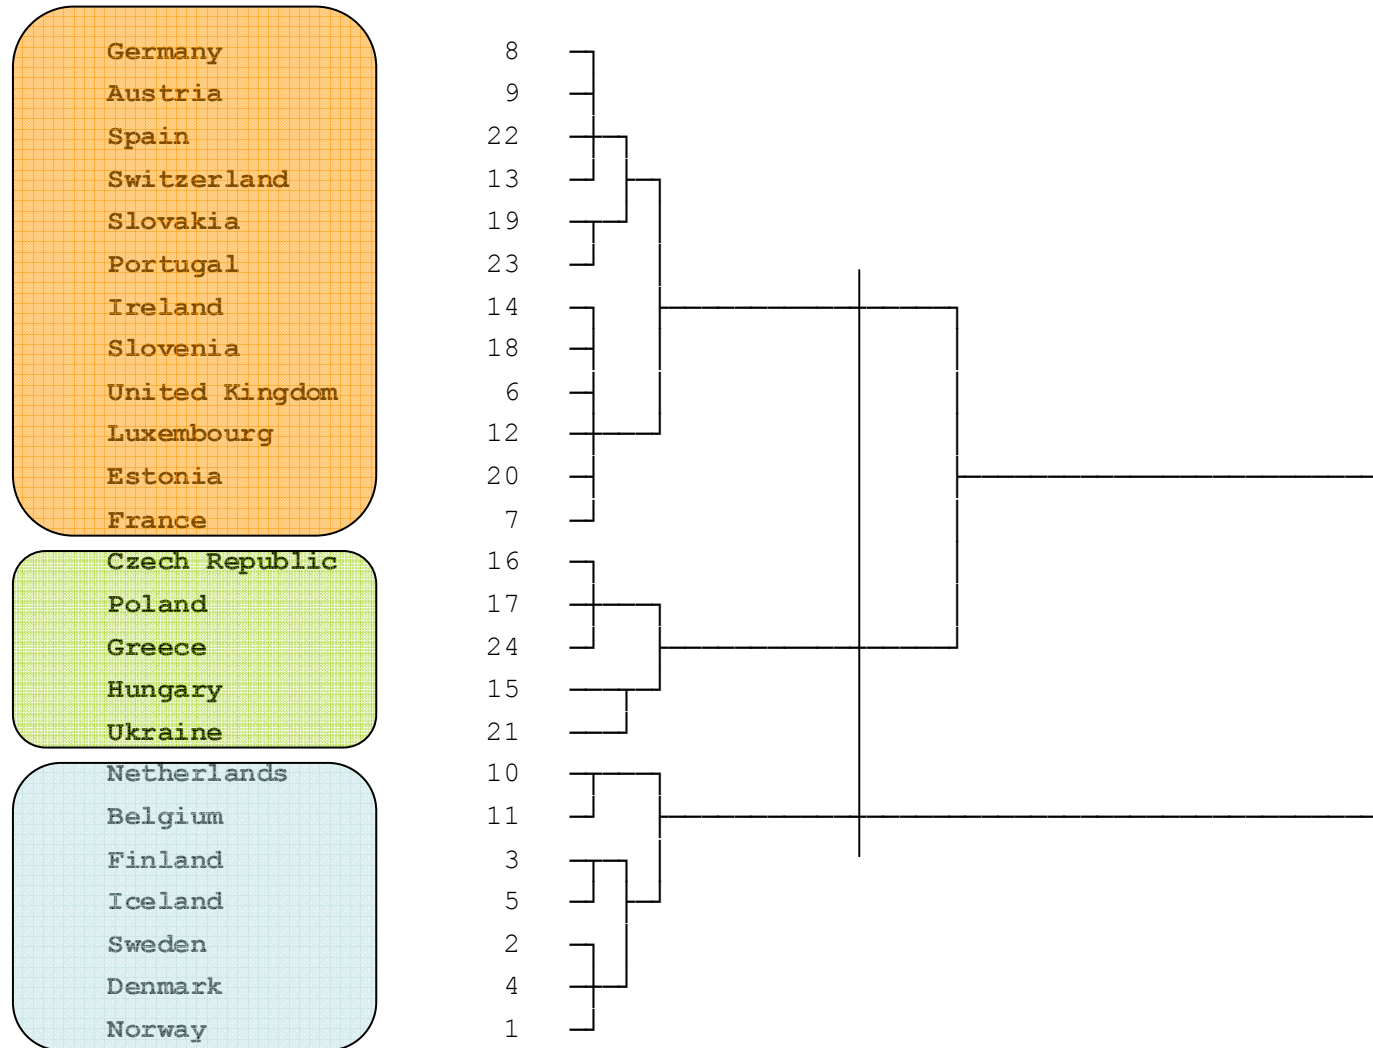 Germany 8
Austria 9
Spain 22
Switzerland 13
Slovakia 19
Portugal 23
Ireland 14
Slovenia 18
United Kingdom 6
Luxembourg 12
Estonia 20
France 7
Czech Republic 16
Poland 17
Greece 24
Hungary 15
Ukraine 21
Netherlands 10
Belgium 11
Finland 3
Iceland 5
Sweden 2
Denmark 4
Norway 1